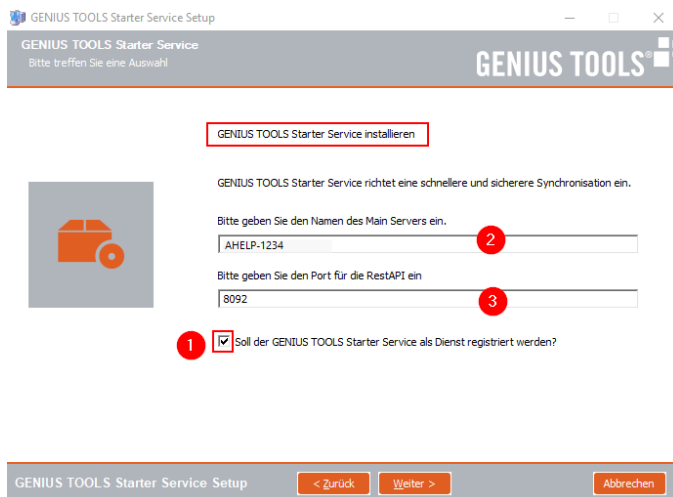 GENIUS TOOLS Starter Service Setup
GENIUS TOOLS Starter Service
Bitte treffen Sie eine Auswahl
GENIUS TOOLS®
GENIUS TOOLS Starter Service installieren
GENIUS TOOLS Starter Service richtet eine schnellere und sicherere Synchronisation ein.
Bitte geben Sie den Namen des Main Servers ein.
AHELP-1234
2
Bitte geben Sie den Port für die RestAPI ein
8092
3
1
Soll der GENIUS TOOLS Starter Service als Dienst registriert werden?
GENIUS TOOLS Starter Service Setup
< Zurück
Weiter >
Abbrechen